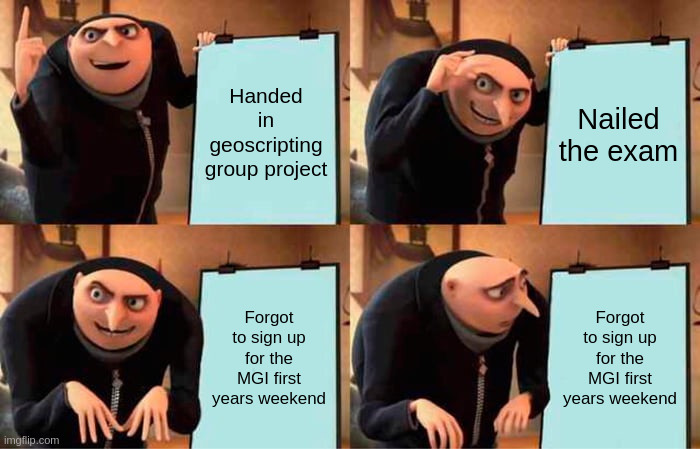 Handed
in
geoscripting
group project
Nailed
the exam
Forgot
to sign up
for the
MGI first
years weekend
Forgot
to sign up
for the
MGI first
years weekend
imgflip.com